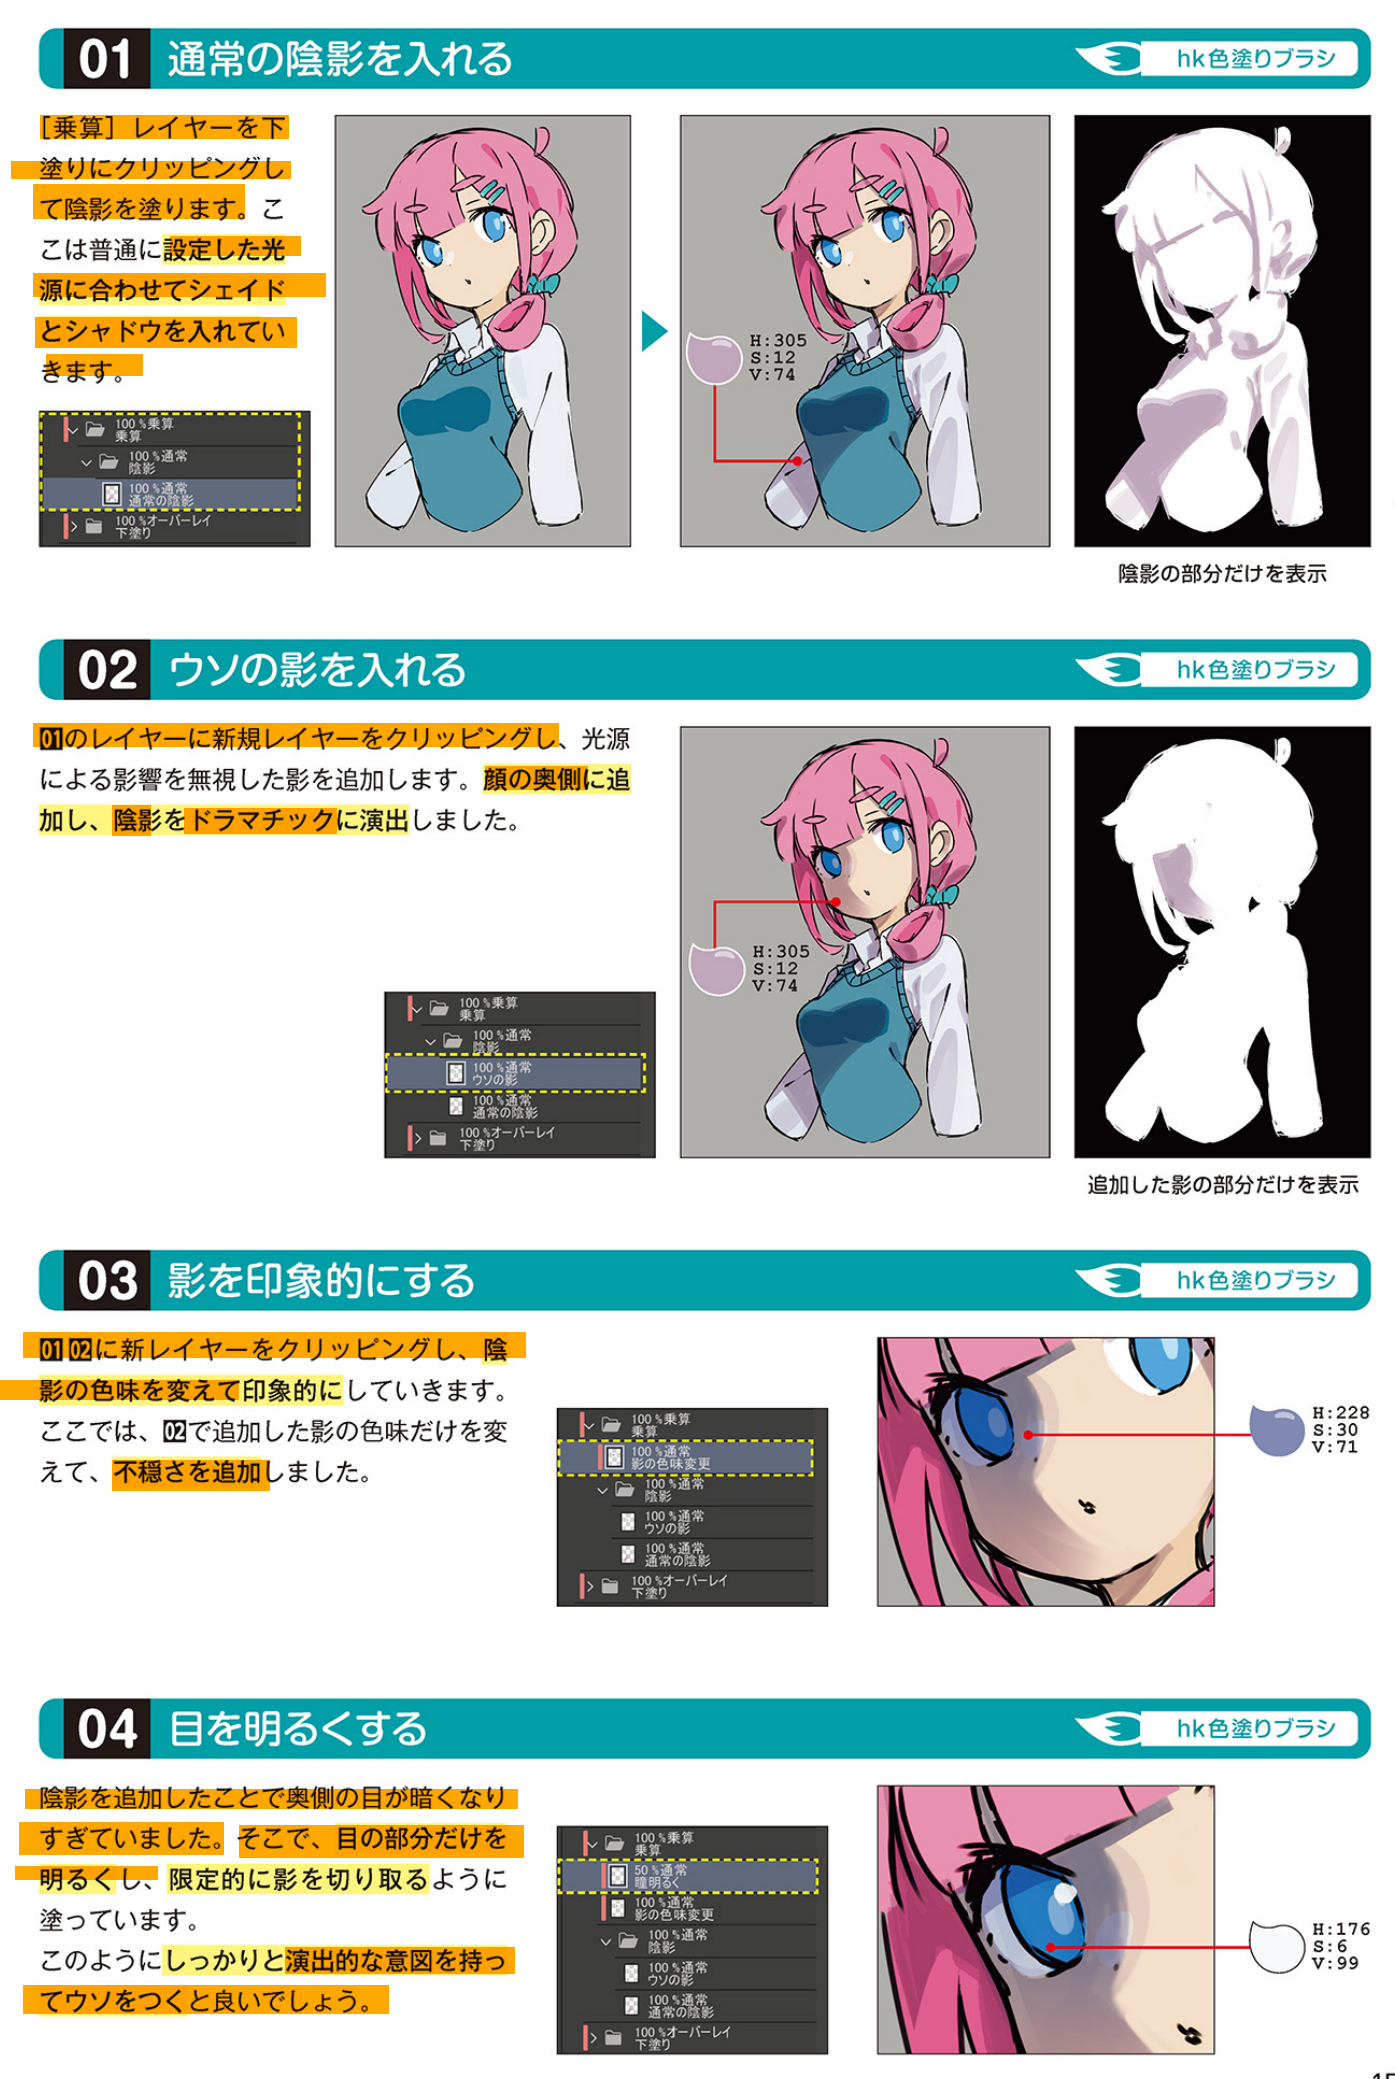 01 通常の陰影を入れる
hk色塗りブラシ
[乗算] レイヤーを下
塗りにクリッピングし
て陰影を塗ります。こ
こは普通に設定した光
源に合わせてシェイド
とシャドウを入れてい
きます。
100 %乗算
乗算
100 %通常
陰影
100 %通常
通常の陰影
100 %オーバーレイ
下塗り
H:305
S:12
V:74
陰影の部分だけを表示
02 ウソの影を入れる
hk色塗りブラシ
01のレイヤーに新規レイヤーをクリッピングし、光源
による影響を無視した影を追加します。顔の奥側に追
加し、陰影をドラマチックに演出しました。
100 %乗算
乗算
100 %通常
陰影
100 %通常
ウソの影
100 %通常
通常の陰影
100 %オーバーレイ
下塗り
H:305
S:12
V:74
追加した影の部分だけを表示
03 影を印象的にする
hk色塗りブラシ
01 02に新レイヤーをクリッピングし、陰
影の色味を変えて印象的にしていきます。
ここでは、02で追加した影の色味だけを変
えて、不穏さを追加しました。
100 %乗算
乗算
100 %通常
影の色味変更
100 %通常
陰影
100 %通常
ウソの影
100 %通常
通常の陰影
100 %オーバーレイ
下塗り
H:228
S:30
V:71
04 目を明るくする
hk色塗りブラシ
陰影を追加したことで奥側の目が暗くなり
すぎていました。そこで、目の部分だけを
明るくし、限定的に影を切り取るように
塗っています。
このようにしっかりと演出的な意図を持っ
てウソをつくと良いでしょう。
100 %乗算
乗算
50 %通常
瞳明るく
100 %通常
影の色味変更
100 %通常
陰影
100 %通常
ウソの影
100 %通常
通常の陰影
100 %オーバーレイ
下塗り
H:176
S:6
V:99